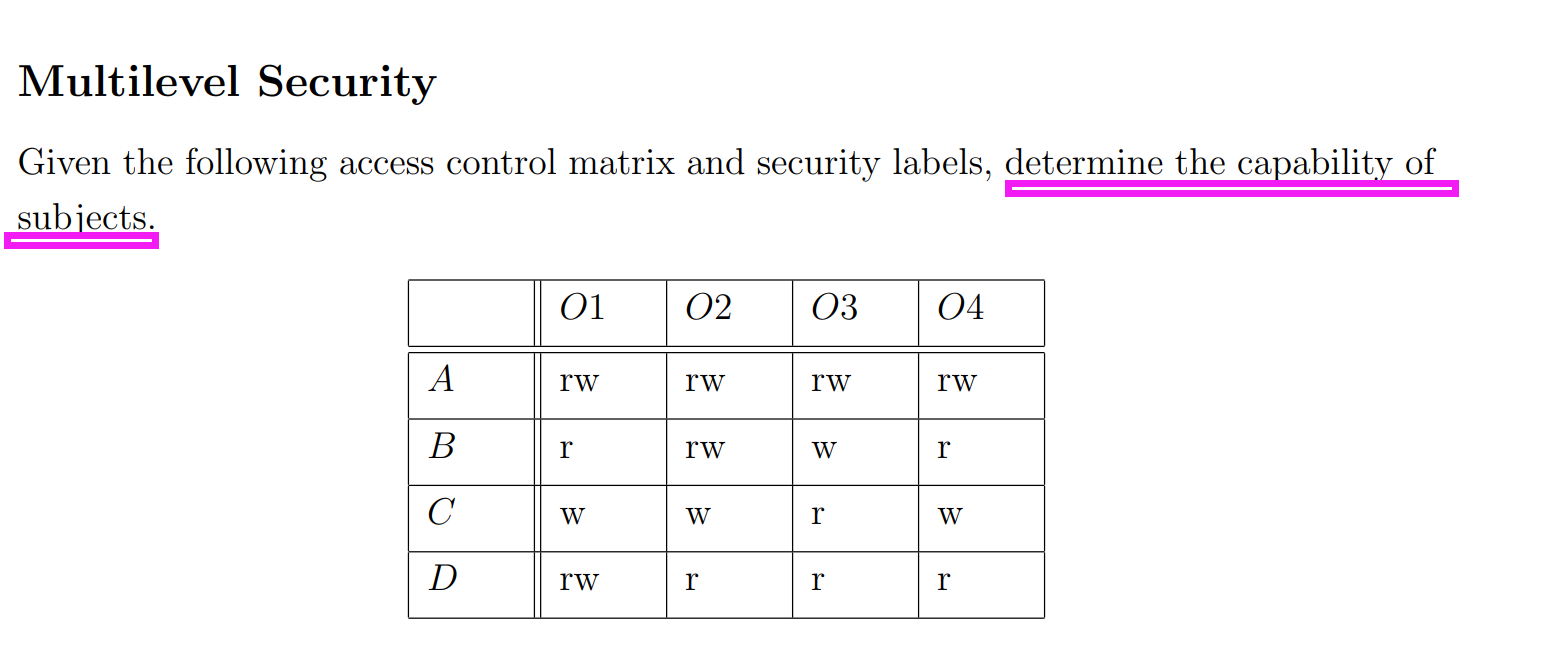 Multilevel Security
Given the following access control matrix and security labels, determine the capability of
subjects.
O1 O2 O3 O4
A rw rw rw rw
B r rw w r
C w w r w
D rw r r r